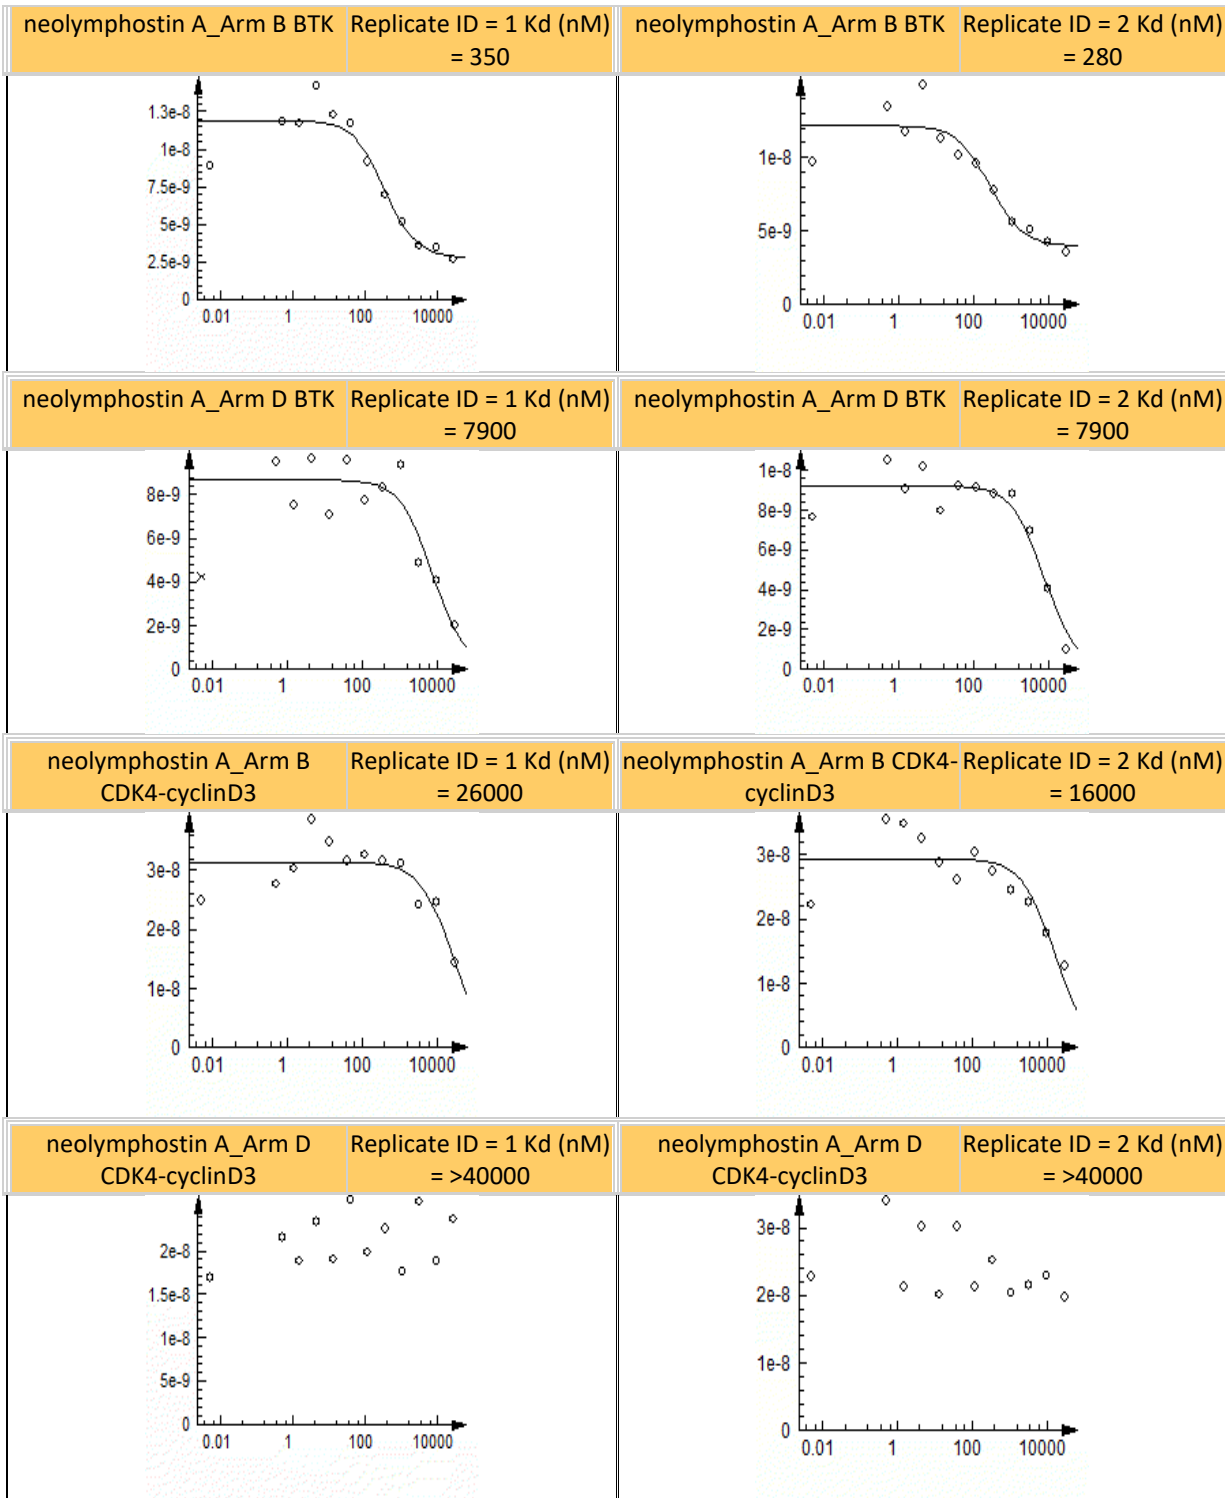 neolymphostin A_Arm B BTK
Replicate ID = 1 Kd (nM)
= 350
neolymphostin A_Arm B BTK
Replicate ID = 2 Kd (nM)
= 280
1.3e-8
1e-8
7.5e-9
5e-9
2.5e-9
0
0.01 1 100 10000
1e-8
5e-9
0
0.01 1 100 10000
neolymphostin A_Arm D BTK
Replicate ID = 1 Kd (nM)
= 7900
neolymphostin A_Arm D BTK
Replicate ID = 2 Kd (nM)
= 7900
8e-9
6e-9
4e-9
2e-9
0
0.01 1 100 10000
1e-8
8e-9
6e-9
4e-9
2e-9
0
0.01 1 100 10000
neolymphostin A_Arm B
CDK4-cyclinD3
Replicate ID = 1 Kd (nM)
= 26000
neolymphostin A_Arm B CDK4-
cyclinD3
Replicate ID = 2 Kd (nM)
= 16000
3e-8
2e-8
1e-8
0
0.01 1 100 10000
3e-8
2e-8
1e-8
0
0.01 1 100 10000
neolymphostin A_Arm D
CDK4-cyclinD3
Replicate ID = 1 Kd (nM)
= >40000
neolymphostin A_Arm D
CDK4-cyclinD3
Replicate ID = 2 Kd (nM)
= >40000
2e-8
1.5e-8
1e-8
5e-9
0
0.01 1 100 10000
3e-8
2e-8
1e-8
0
0.01 1 100 10000